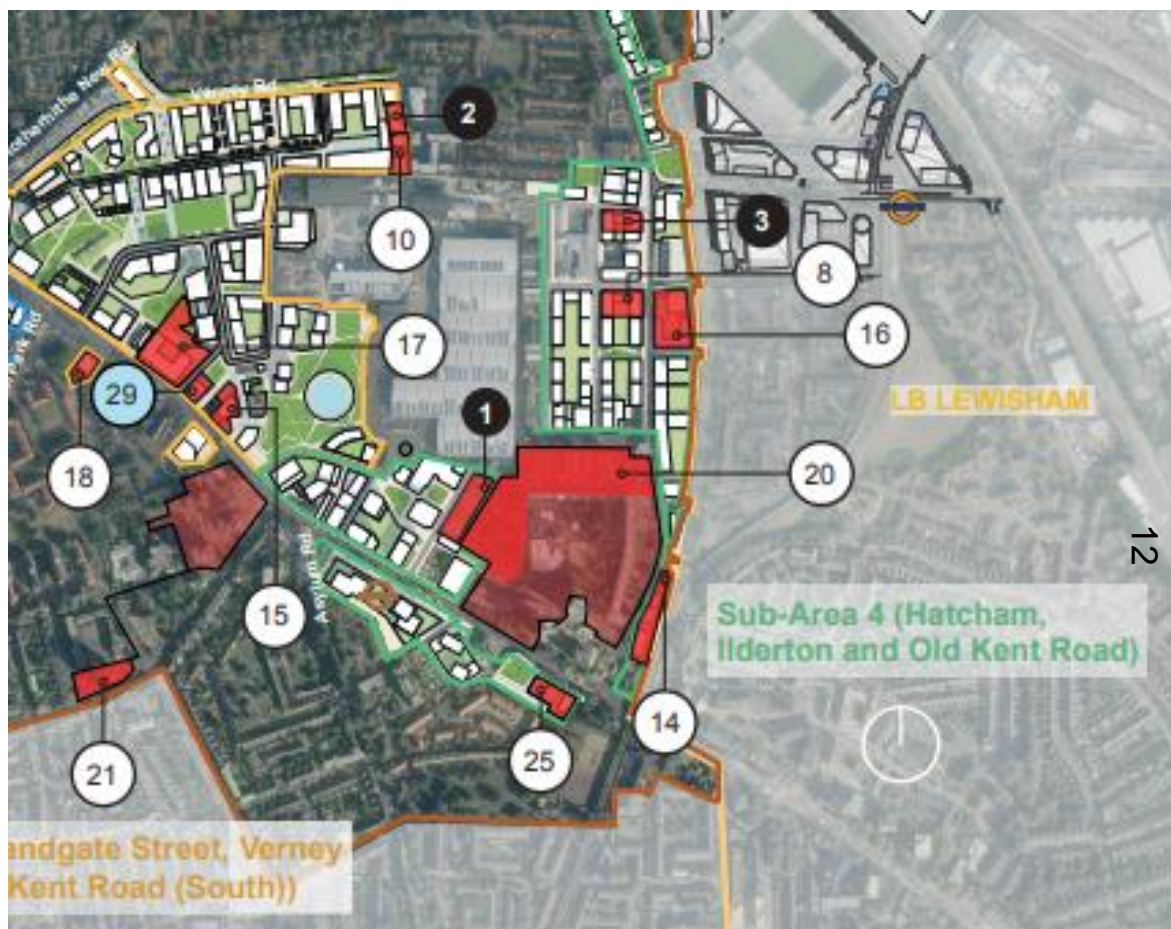 Rotherhithe New Rd
Verney Rd
2
10
3
8
16
17
Park Rd
29
1
LB LEWISHAM
18
20
12
Asylum Rd
15
Sub-Area 4 (Hatcham,
Ilderton and Old Kent Road)
14
25
21
andgate Street, Verney
Kent Road (South))